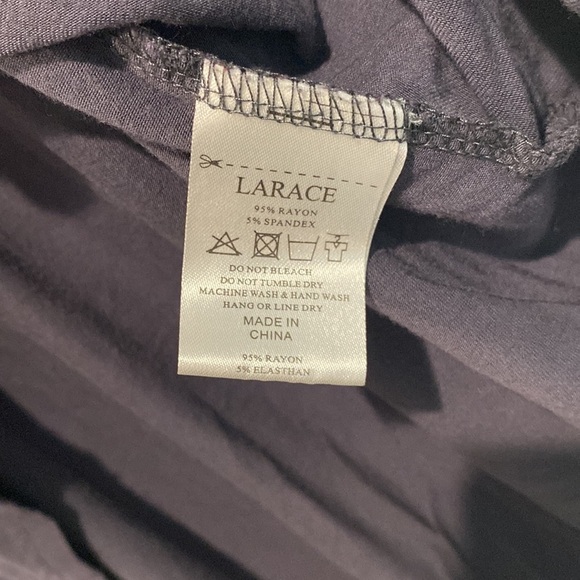 LARACE
95% RAYON
5% SPANDEX
DO NOT BLEACH
DO NOT TUMBLE DRY
MACHINE WASH & HAND WASH
HANG OR LINE DRY
MADE IN
CHINA
95% RAYON
5% ELASTHAN